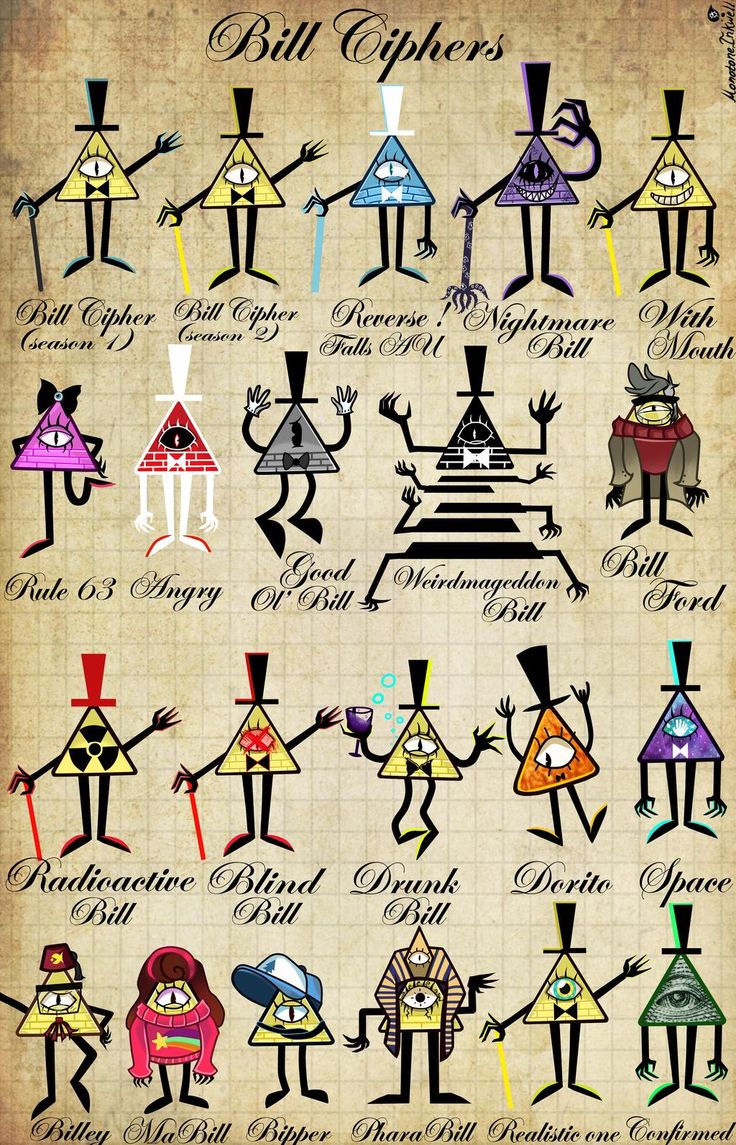 MonotoneInkwell
Bill Ciphers
Bill Cipher
(season 1)
Bill Cipher
(season 2)
Reverse!
Falls AU
Nightmare
Bill
With
Mouth
Rule 63
Angry
Good
Ol' Bill
Weirdmageddon
Bill
Bill
Ford
Radioactive
Bill
Blind
Bill
Drunk
Bill
Dorito
Space
Billey
MaBill
Bipper
PharaBill
Realistic one
Confirmed